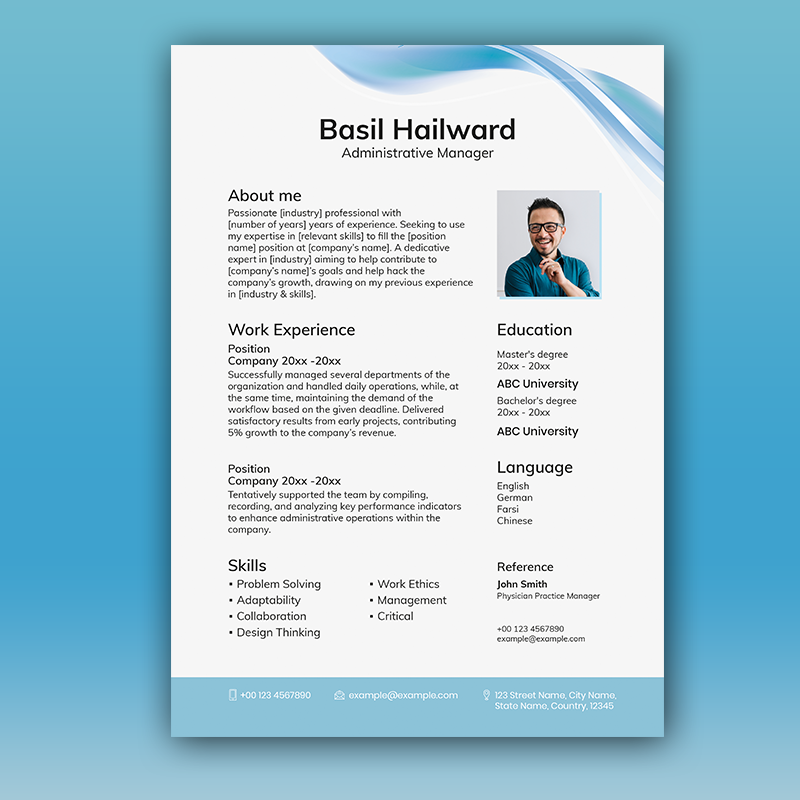 Basil Hailward
Administrative Manager
About me
Passionate [industry] professional with
[number of years] years of experience. Seeking to use
my expertise in [relevant skills] to fill the [position
name] position at [company's name]. A dedicative
expert in [industry] aiming to help contribute to
[company's name]'s goals and help hack the
company's growth, drawing on my previous experience
in [industry & skills].
Work Experience
Position
Company 20xx -20xx
Successfully managed several departments of the
organization and handled daily operations, while, at
the same time, maintaining the demand of the
workflow based on the given deadline. Delivered
satisfactory results from early projects, contributing
5% growth to the company's revenue.
Position
Company 20xx -20xx
Tentatively supported the team by compiling,
recording, and analyzing key performance indicators
to enhance administrative operations within the
company.
Skills
▪ Problem Solving
▪ Adaptability
▪ Collaboration
▪ Design Thinking
▪ Work Ethics
▪ Management
▪ Critical
Education
Master's degree
20xx - 20xx
ABC University
Bachelor's degree
20xx - 20xx
ABC University
Language
English
German
Farsi
Chinese
Reference
John Smith
Physician Practice Manager
+00 123 4567890
example@example.com
+00 123 4567890
example@example.com
123 Street Name, City Name,
State Name, Country, 12345